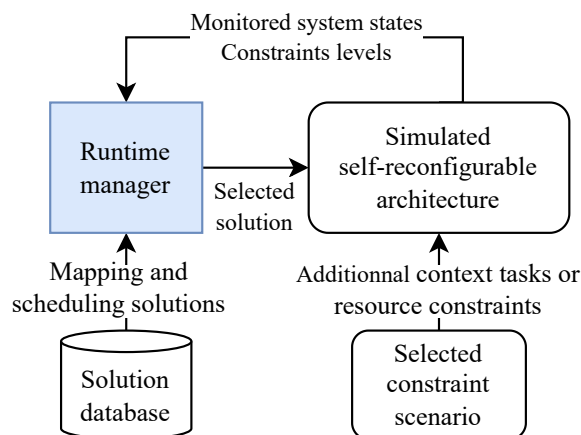 Monitored system states
Constraints levels
Runtime
manager
Selected
solution
Simulated
self-reconfigurable
architecture
Mapping and
scheduling solutions
Additionnal context tasks or
resource constraints
Solution
database
Selected
constraint
scenario